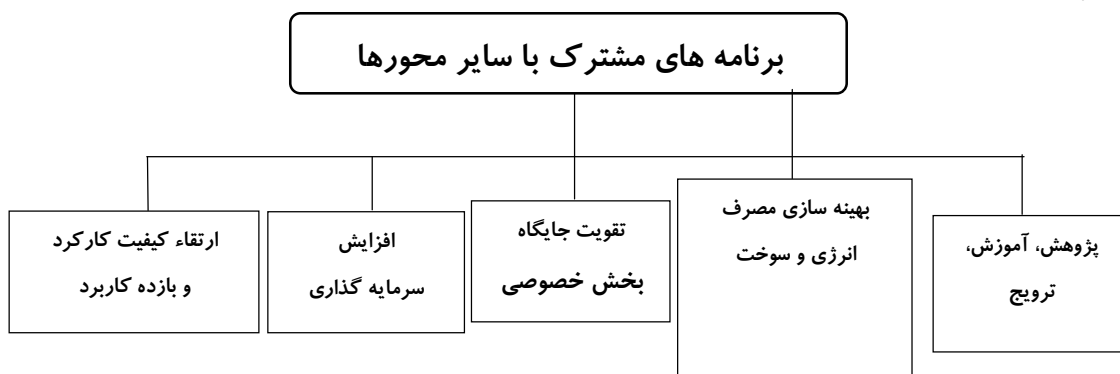 برنامه های مشترک با سایر محورها
پژوهش، آموزش،
ترویج
بهینه سازی مصرف
انرژی و سوخت
تقویت جایگاه
بخش خصوصی
افزایش
سرمایه گذاری
ارتقاء کیفیت کارکرد
و بازده کاربرد